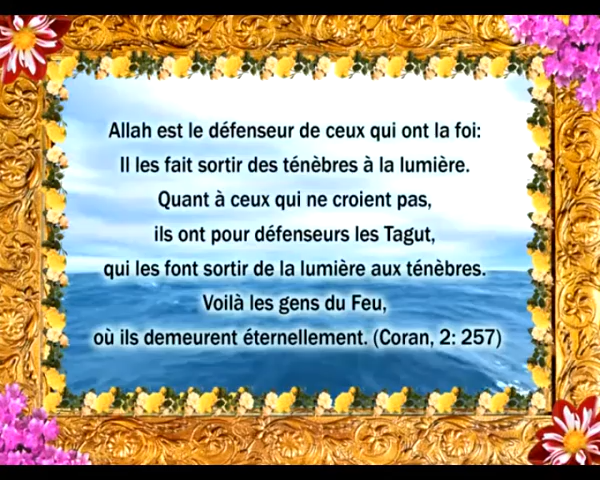 Allah est le défenseur de ceux qui ont la foi:
Il les fait sortir des ténèbres à la lumière.
Quant à ceux qui ne croient pas,
ils ont pour défenseurs les Tagut,
qui les font sortir de la lumière aux ténèbres.
Voilà les gens du Feu,
où ils demeurent éternellement. (Coran, 2: 257)